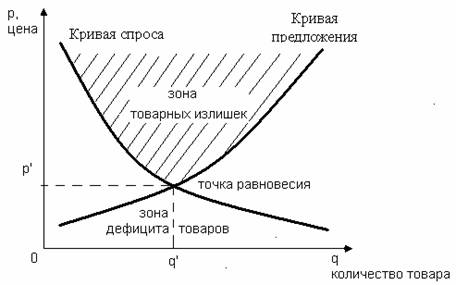 p,
цена
Кривая спроса
Кривая
предложения
зона
товарных излишек
p'
точка равновесия
зона
дефицита товаров
0
q'
q
количество товара